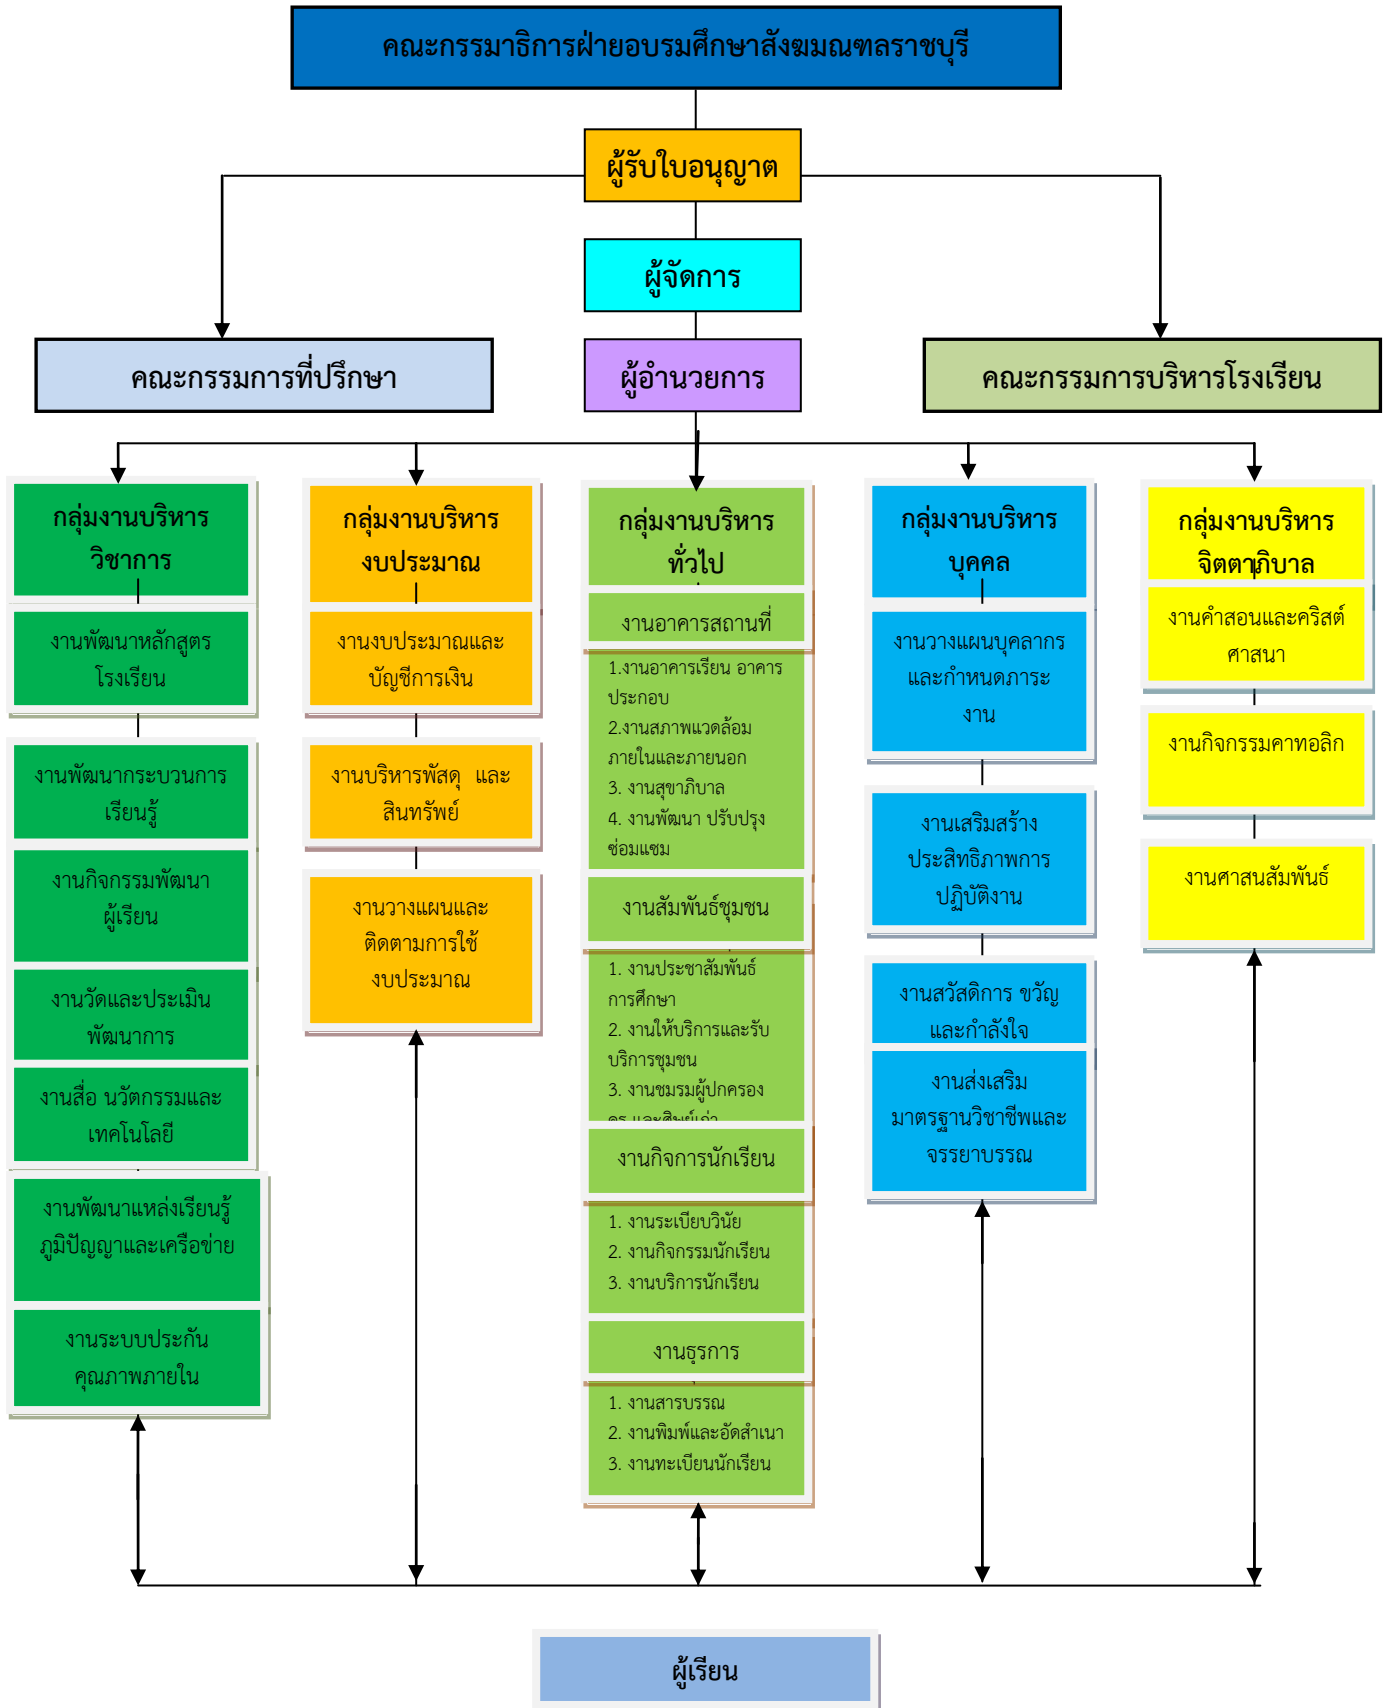 คณะกรรมาธิการฝ่ายอบรมศึกษาสังฆมณฑลราชบุรี
ผู้รับใบอนุญาต
ผู้จัดการ
คณะกรรมการที่ปรึกษา
ผู้อำนวยการ
คณะกรรมการบริหารโรงเรียน
กลุ่มงานบริหาร
วิชาการ
งานพัฒนาหลักสูตร
โรงเรียน
งานพัฒนากระบวนการ
เรียนรู้
งานกิจกรรมพัฒนา
ผู้เรียน
งานวัดและประเมิน
พัฒนาการ
งานสื่อ นวัตกรรมและ
เทคโนโลยี
งานพัฒนาแหล่งเรียนรู้
ภูมิปัญญาและเครือข่าย
งานระบบประกัน
คุณภาพภายใน
กลุ่มงานบริหาร
งบประมาณ
งานงบประมาณและ
บัญชีการเงิน
งานบริหารพัสดุ และ
สินทรัพย์
งานวางแผนและ
ติดตามการใช้
งบประมาณ
กลุ่มงานบริหาร
ทั่วไป
งานอาคารสถานที่
1.งานอาคารเรียน อาคาร
ประกอบ
2.งานสภาพแวดล้อม
ภายในและภายนอก
3. งานสุขาภิบาล
4. งานพัฒนา ปรับปรุง
ซ่อมแซม
งานสัมพันธ์ชุมชน
1. งานประชาสัมพันธ์
การศึกษา
2. งานให้บริการและรับ
บริการชุมชน
3. งานชมรมผู้ปกครอง
ครู และศิษย์เก่า
งานกิจการนักเรียน
1. งานระเบียบวินัย
2. งานกิจกรรมนักเรียน
3. งานบริการนักเรียน
งานธุรการ
1. งานสารบรรณ
2. งานพิมพ์และอัดสำเนา
3. งานทะเบียนนักเรียน
กลุ่มงานบริหาร
บุคคล
งานวางแผนบุคลากร
และกำหนดภาระ
งาน
งานเสริมสร้าง
ประสิทธิภาพการ
ปฏิบัติงาน
งานสวัสดิการ ขวัญ
และกำลังใจ
งานส่งเสริม
มาตรฐานวิชาชีพและ
จรรยาบรรณ
กลุ่มงานบริหาร
จิตตาภิบาล
งานคำสอนและคริสต์
ศาสนา
งานกิจกรรมคาทอลิก
งานศาสนสัมพันธ์
ผู้เรียน